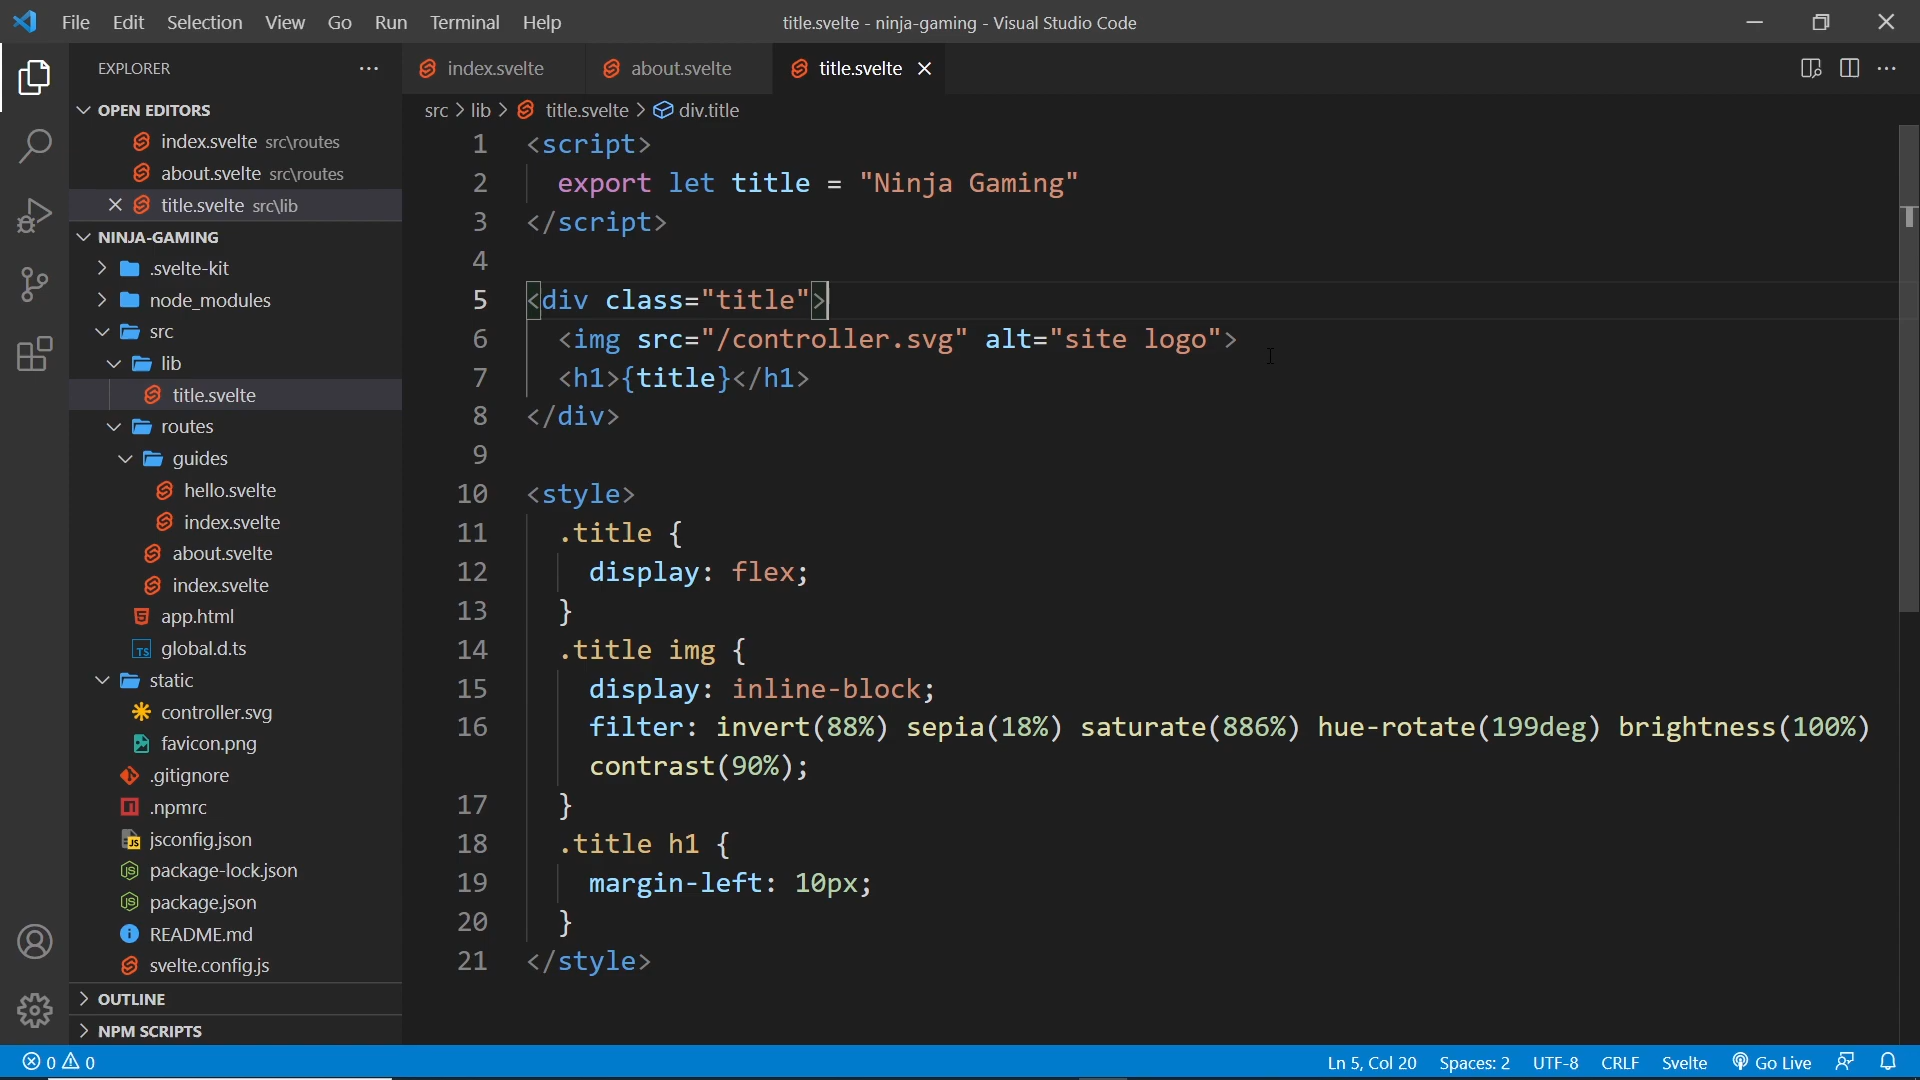 File Edit Selection View Go Run Terminal Help
title.svelte - ninja-gaming - Visual Studio Code
EXPLORER
index.svelte
about.svelte
title.svelte
OPEN EDITORS
index.svelte src\routes
about.svelte src\routes
title.svelte src\lib
NINJA-GAMING
.svelte-kit
node_modules
src
lib
title.svelte
routes
guides
hello.svelte
index.svelte
about.svelte
index.svelte
app.html
TS global.d.ts
static
controller.svg
favicon.png
.gitignore
.npmrc
JS jsconfig.json
JS package-lock.json
JS package.json
README.md
svelte.config.js
OUTLINE
NPM SCRIPTS
src > lib > title.svelte > div.title
1 <script>
2 export let title = "Ninja Gaming"
3 </script>
4
5 <div class="title">
6 <img src="/controller.svg" alt="site logo">
7 <h1>{title}</h1>
8 </div>
9
10 <style>
11 .title {
12 display: flex;
13 }
14 .title img {
15 display: inline-block;
16 filter: invert(88%) sepia(18%) saturate(886%) hue-rotate(199deg) brightness(100%)
contrast(90%);
17 }
18 .title h1 {
19 margin-left: 10px;
20 }
21 </style>
0 0
Ln 5, Col 20 Spaces: 2 UTF-8 CRLF Svelte Go Live